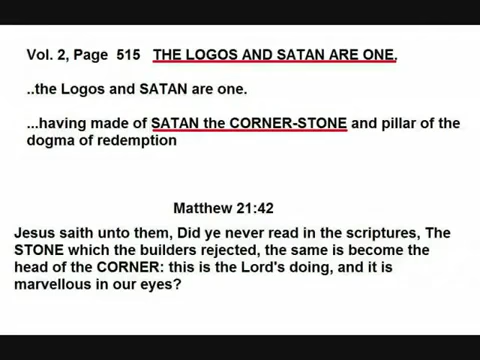 Vol. 2, Page  515   THE LOGOS AND SATAN ARE ONE.
..the Logos and SATAN are one.
...having made of SATAN the CORNER-STONE and pillar of the
dogma of redemption
Matthew 21:42
Jesus saith unto them, Did ye never read in the scriptures, The
STONE which the builders rejected, the same is become the
head of the CORNER: this is the Lord's doing, and it is
marvellous in our eyes?